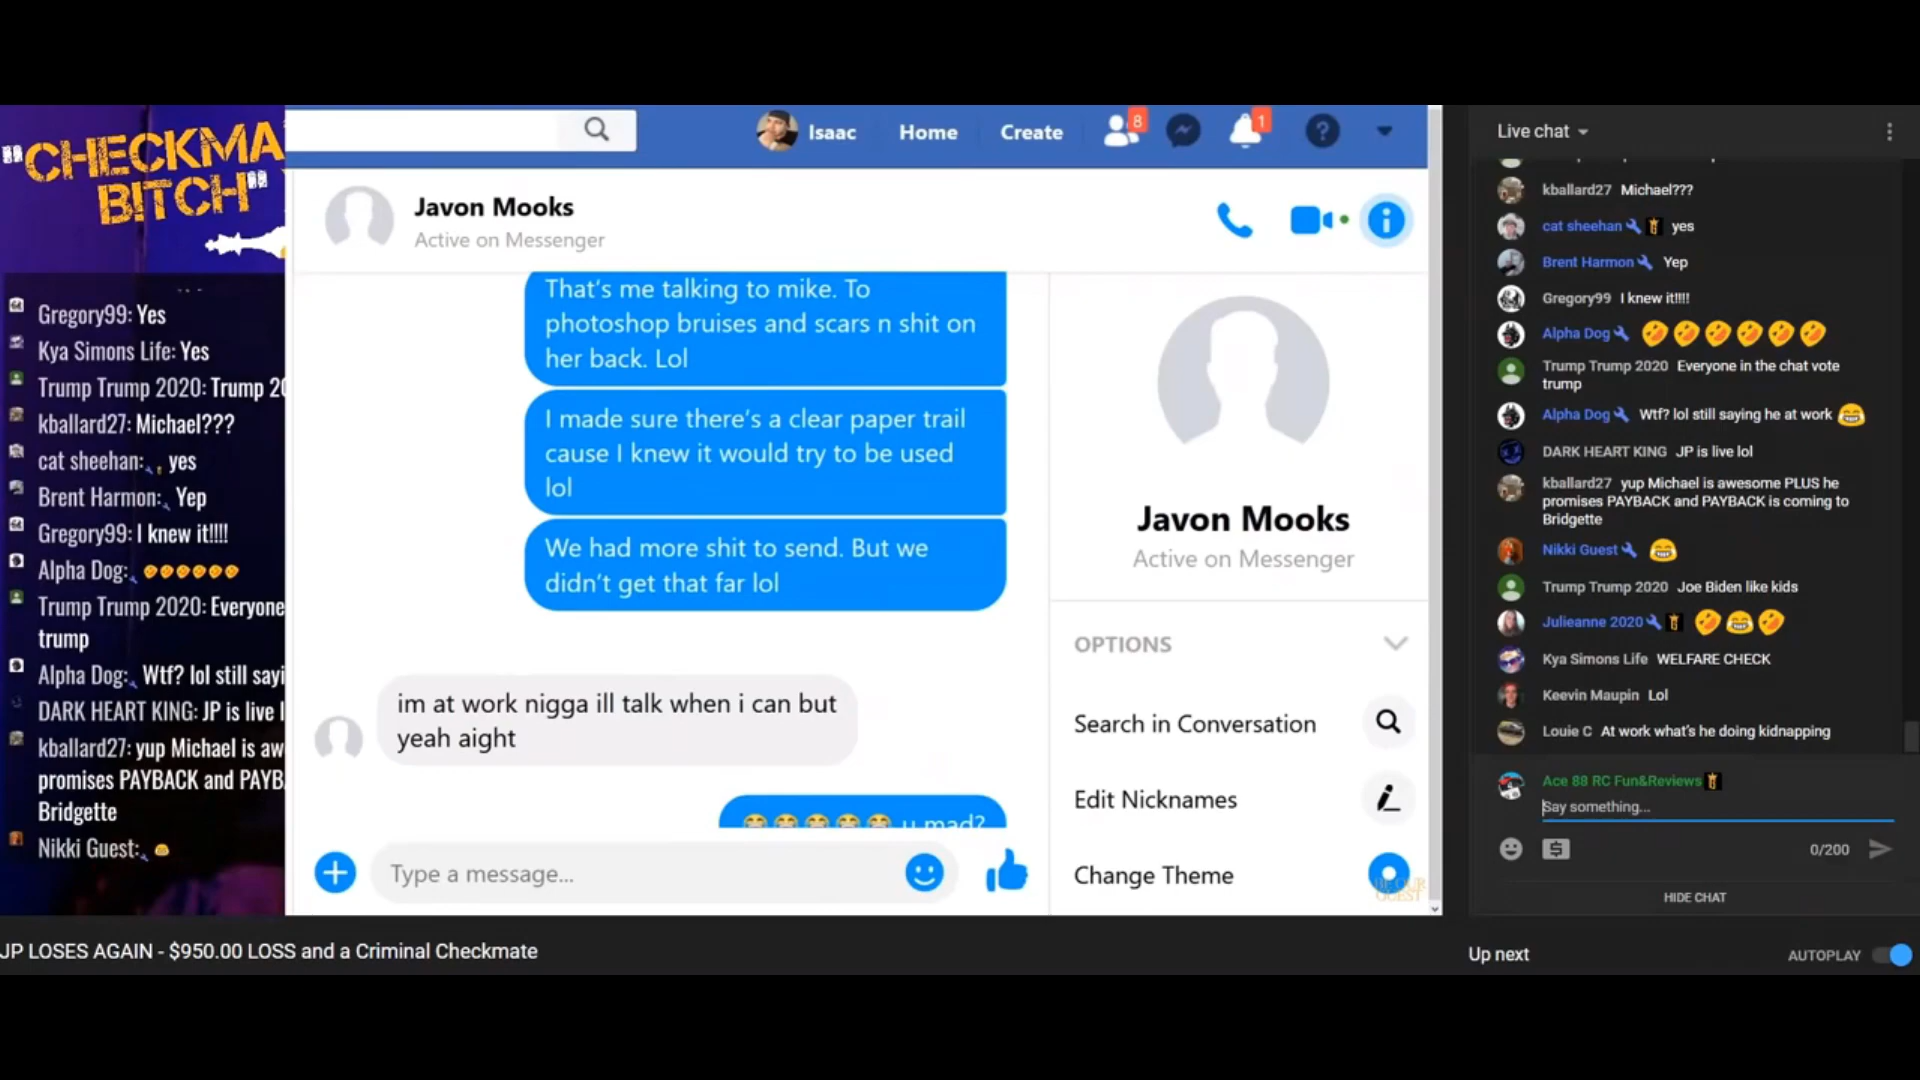 "CHECKMA
BITCH"
Gregory99: Yes
Kya Simons Life: Yes
Trump Trump 2020: Trump 20
kballard27: Michael???
cat sheehan: yes
Brent Harmon: Yep
Gregory99: I knew it!!!!
Alpha Dog: 🤣🤣🤣🤣🤣🤣
Trump Trump 2020: Everyone
trump
Alpha Dog: Wtf? lol still sayi
DARK HEART KING: JP is live l
kballard27: yup Michael is aw
promises PAYBACK and PAYB
Bridgette
Nikki Guest: 😂
Isaac
Home
Create
8
1
Javon Mooks
Active on Messenger
That's me talking to mike. To
photoshop bruises and scars n shit on
her back. Lol
I made sure there's a clear paper trail
cause I knew it would try to be used
lol
We had more shit to send. But we
didn't get that far lol
im at work nigga ill talk when i can but
yeah aight
😂😂😂😂😂 u mad?
Type a message...
Javon Mooks
Active on Messenger
OPTIONS
Search in Conversation
Edit Nicknames
Change Theme
BE OUR
GUEST
Live chat
kballard27 Michael???
cat sheehan yes
Brent Harmon Yep
Gregory99 I knew it!!!!
Alpha Dog 🤣🤣🤣🤣🤣🤣
Trump Trump 2020 Everyone in the chat vote
trump
Alpha Dog Wtf? lol still saying he at work 😂
DARK HEART KING JP is live lol
kballard27 yup Michael is awesome PLUS he
promises PAYBACK and PAYBACK is coming to
Bridgette
Nikki Guest 😂
Trump Trump 2020 Joe Biden like kids
Julieanne 2020 🤣😂🤣
Kya Simons Life WELFARE CHECK
Keevin Maupin Lol
Louie C At work what's he doing kidnapping
Ace 88 RC Fun&Reviews
Say something...
0/200
HIDE CHAT
JP LOSES AGAIN - $950.00 LOSS and a Criminal Checkmate
Up next
AUTOPLAY